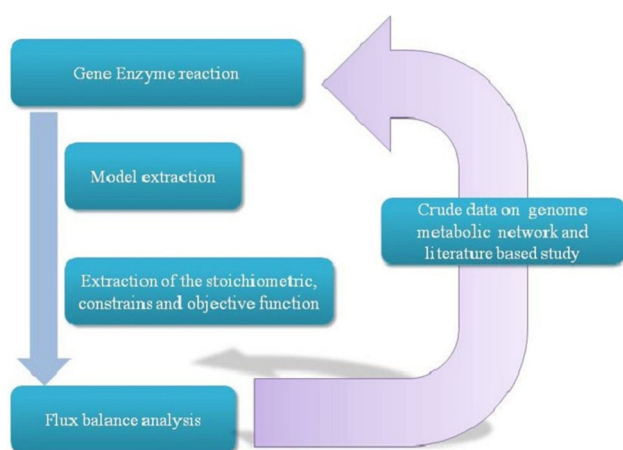 Gene Enzyme reaction
Model extraction
Crude data on genome
metabolic network and
literature based study
Extraction of the stoichiometric,
constrains and objective function
Flux balance analysis